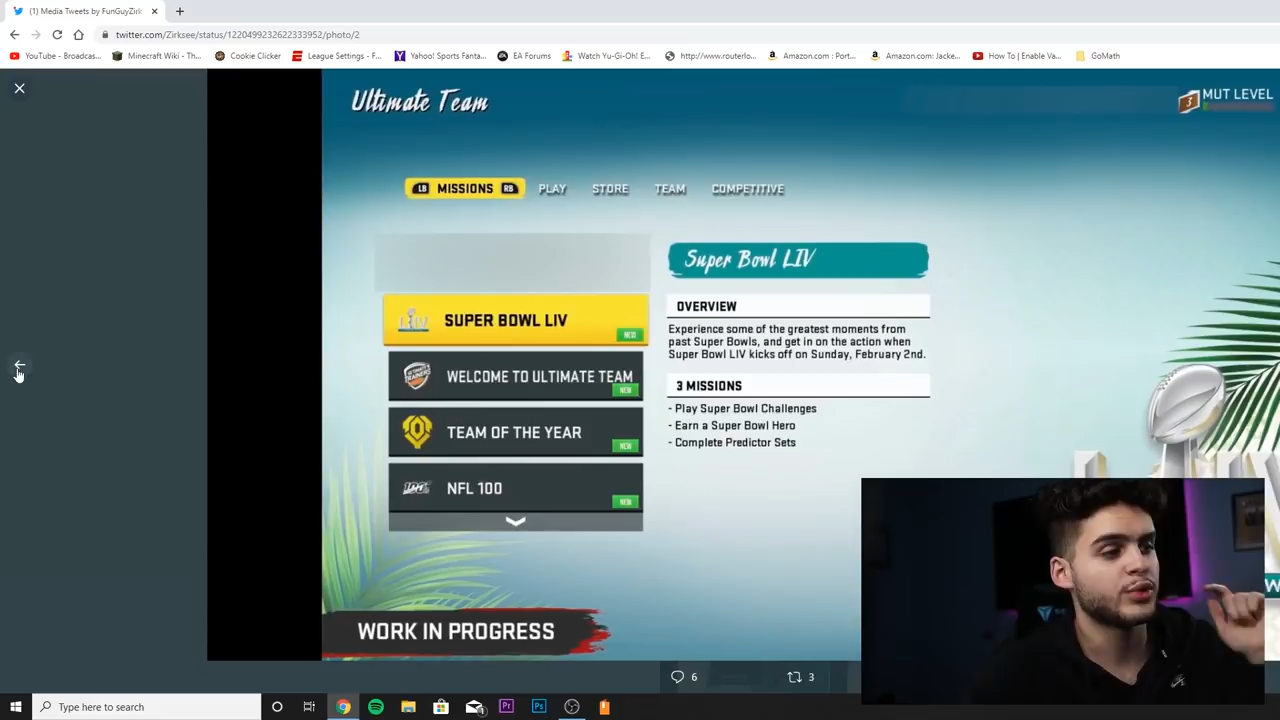 (1) Media Tweets by FunGuyZirk
twitter.com/Zirksee/status/1220499232622333952/photo/2
YouTube - Broadcas...
Minecraft Wiki - Th...
Cookie Clicker
League Settings - F...
Yahoo! Sports Fanta...
EA Forums
Watch Yu-Gi-Oh! E...
http://www.routerlo...
Amazon.com : Port...
Amazon.com: Jacke...
How To | Enable Va...
GoMath
Ultimate Team
3
MUT LEVEL
LB MISSIONS RB
PLAY
STORE
TEAM
COMPETITIVE
SUPER BOWL LIV
NEW
WELCOME TO ULTIMATE TEAM
NEW
TEAM OF THE YEAR
NEW
NFL 100
NEW
Super Bowl LIV
OVERVIEW
Experience some of the greatest moments from
past Super Bowls, and get in on the action when
Super Bowl LIV kicks off on Sunday, February 2nd.
3 MISSIONS
- Play Super Bowl Challenges
- Earn a Super Bowl Hero
- Complete Predictor Sets
WORK IN PROGRESS
6
3
Type here to search